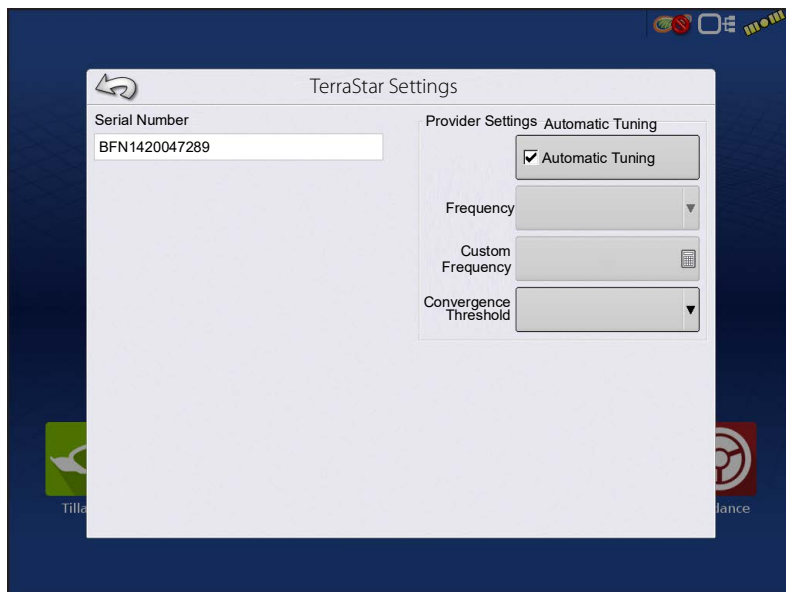 TerraStar Settings
Serial Number
BFN1420047289
Provider Settings
Automatic Tuning
Automatic Tuning
Frequency
Custom
Frequency
Convergence
Threshold
Tilla
dance